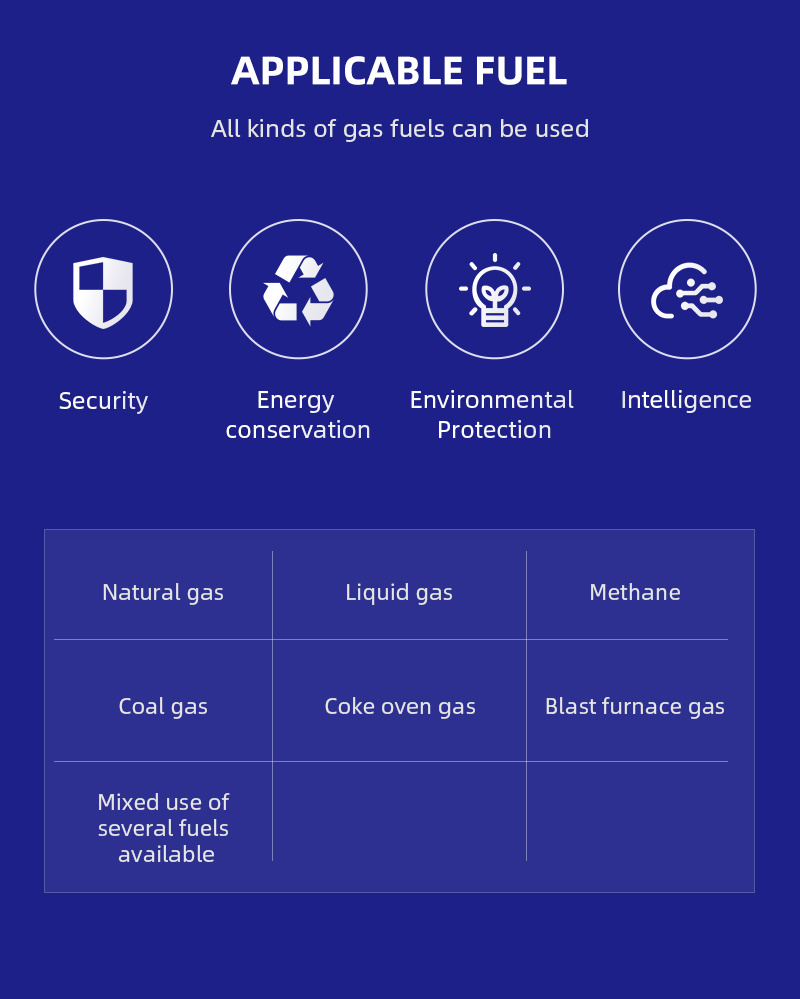 APPLICABLE FUEL
All kinds of gas fuels can be used
Security
Energy
conservation
Environmental
Protection
Intelligence
Natural gas
Liquid gas
Methane
Coal gas
Coke oven gas
Blast furnace gas
Mixed use of
several fuels
available